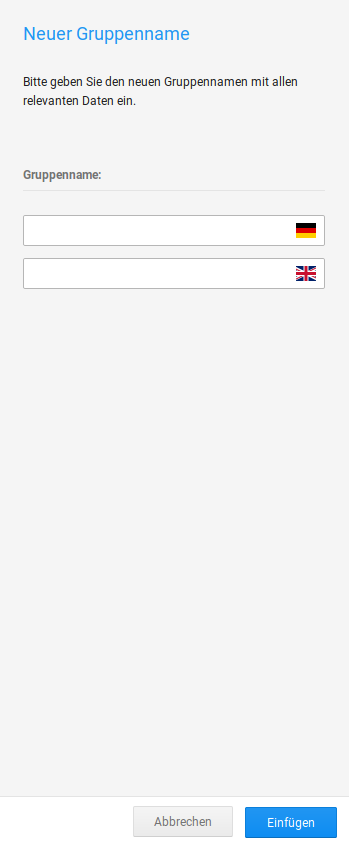 Neuer Gruppenname
Bitte geben Sie den neuen Gruppennamen mit allen
relevanten Daten ein.
Gruppenname:
Abbrechen
Einfügen